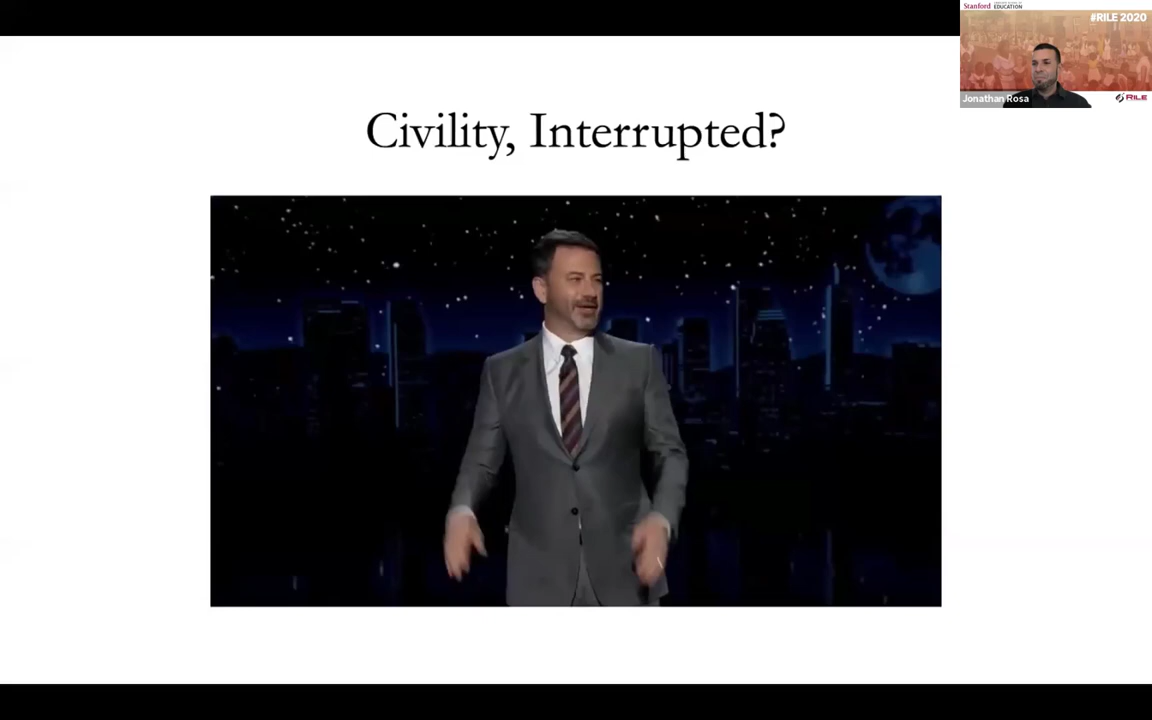 Stanford EDUCATION
#RILE 2020
Jonathan Rosa
RILE
Civility, Interrupted?